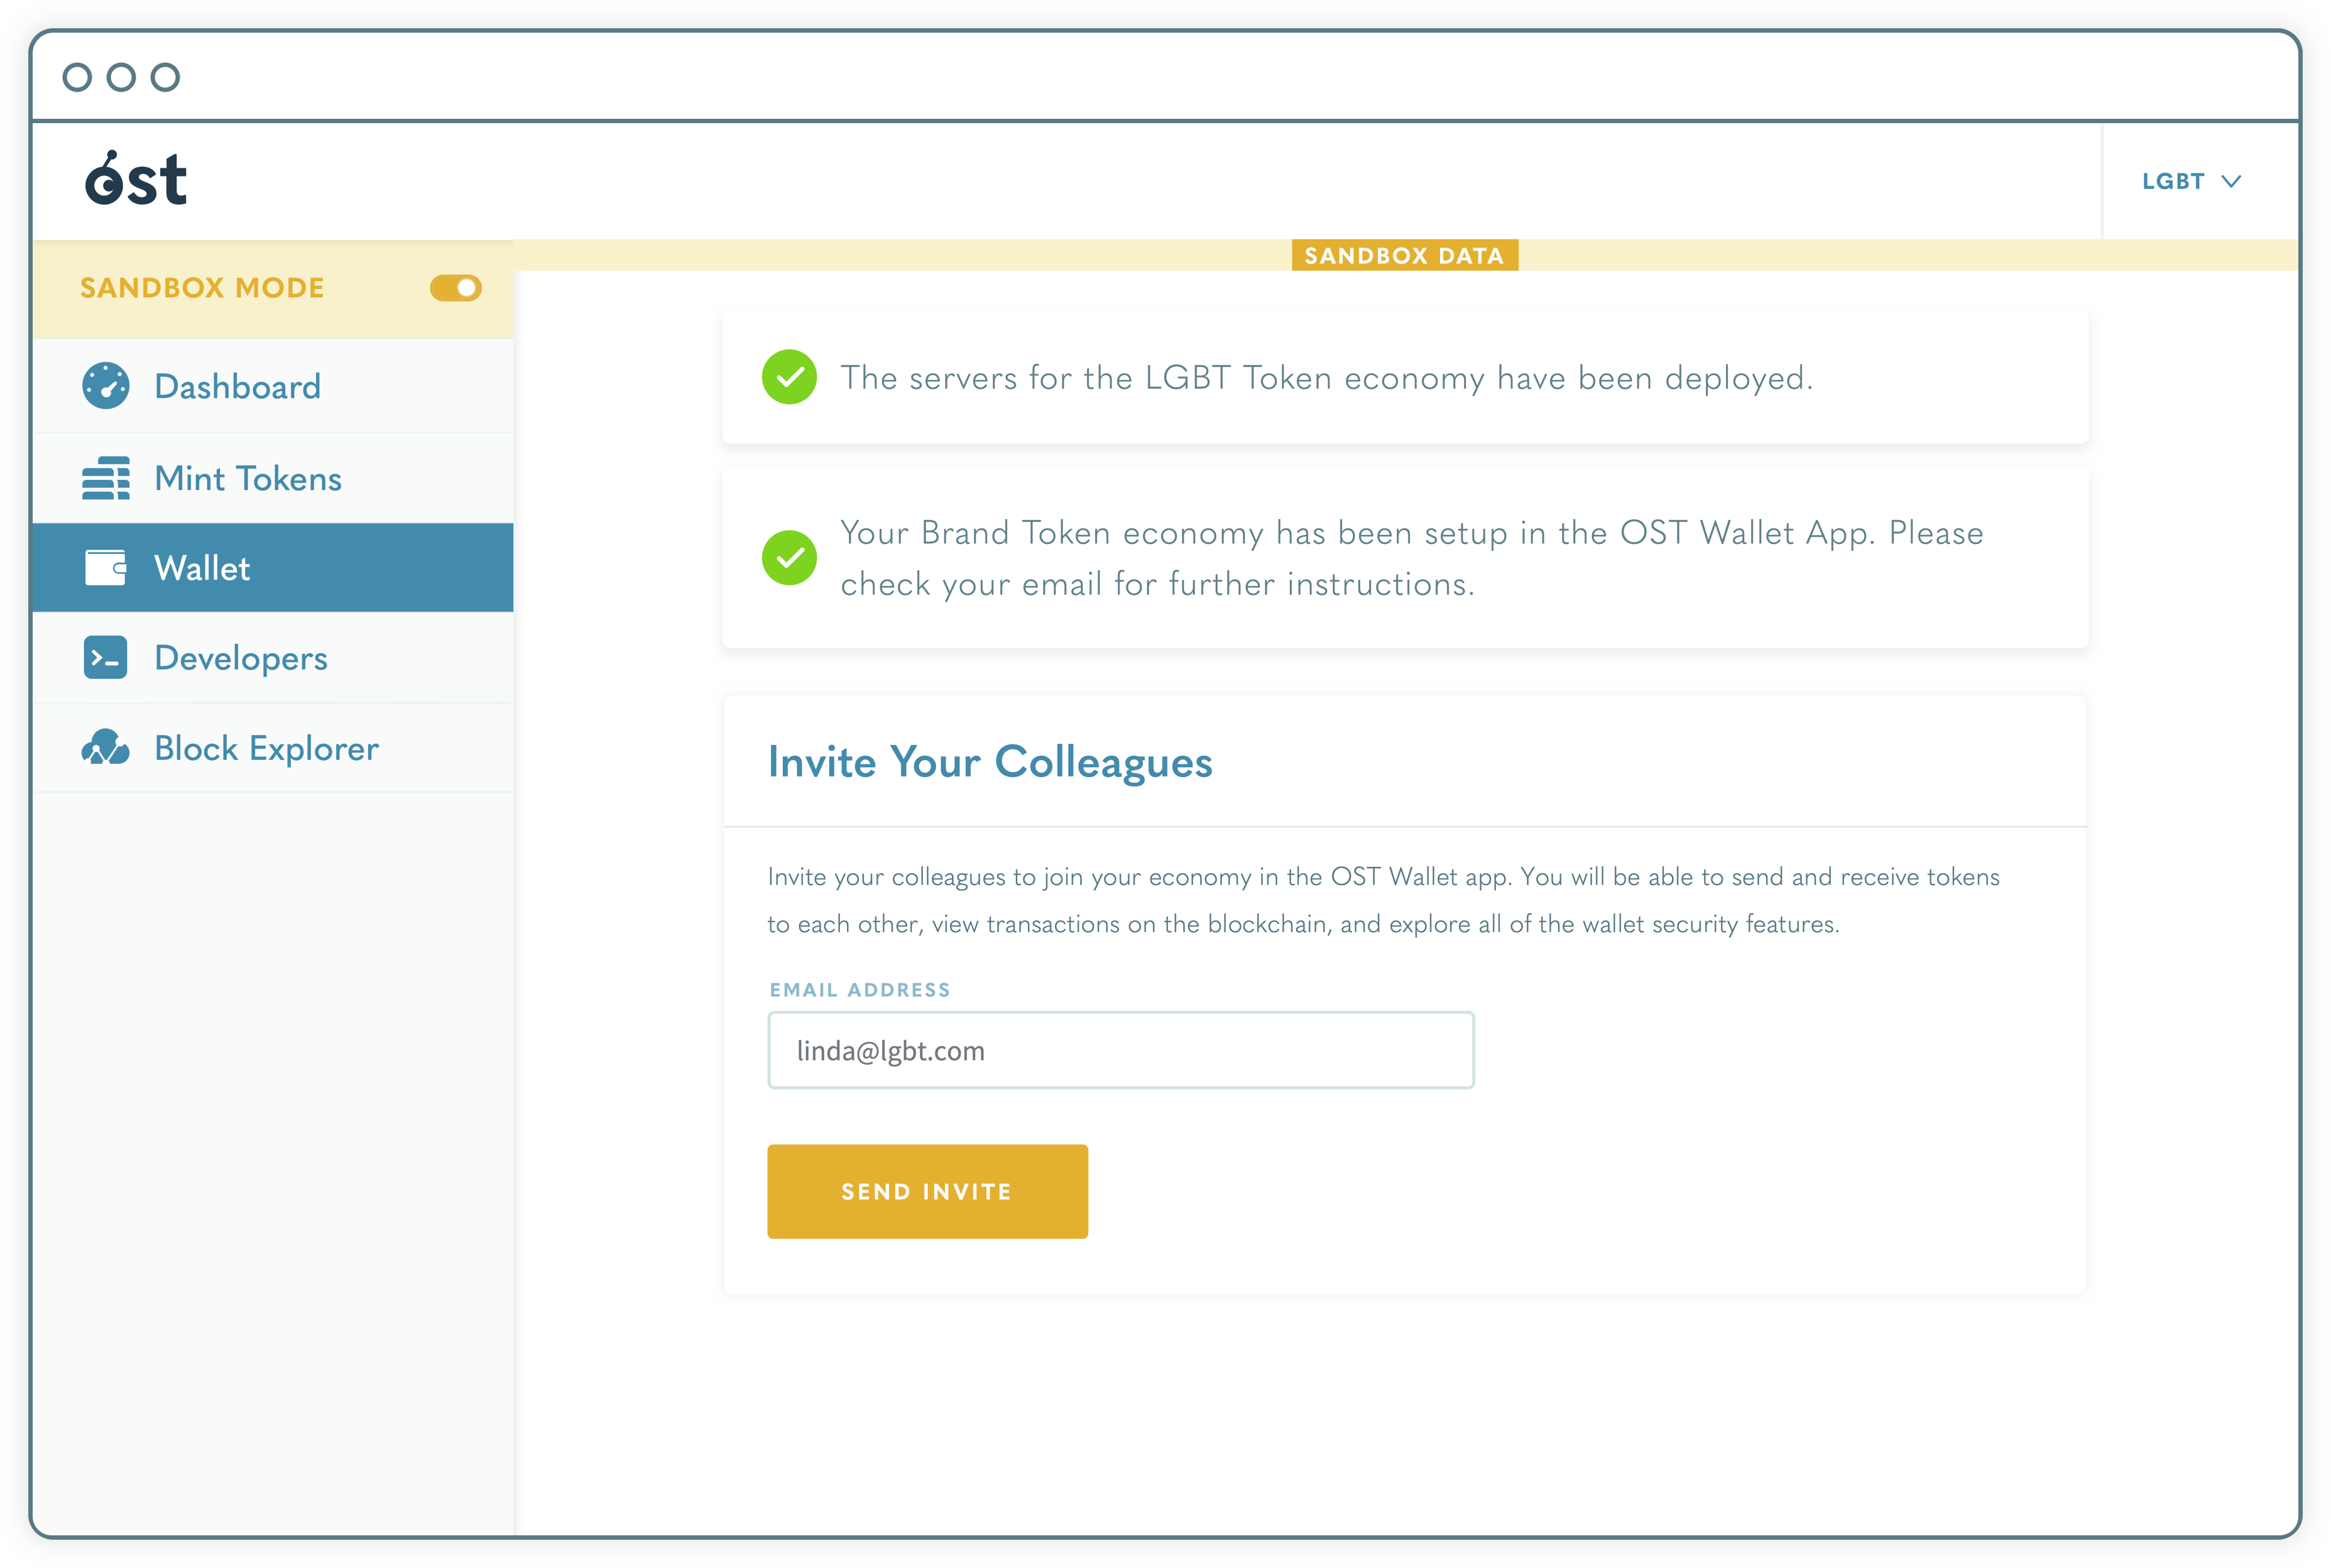 ost
LGBT
SANDBOX MODE
SANDBOX DATA
Dashboard
Mint Tokens
Wallet
Developers
Block Explorer
The servers for the LGBT Token economy have been deployed.
Your Brand Token economy has been setup in the OST Wallet App. Please
check your email for further instructions.
Invite Your Colleagues
Invite your colleagues to join your economy in the OST Wallet app. You will be able to send and receive tokens
to each other, view transactions on the blockchain, and explore all of the wallet security features.
EMAIL ADDRESS
linda@lgbt.com
SEND INVITE